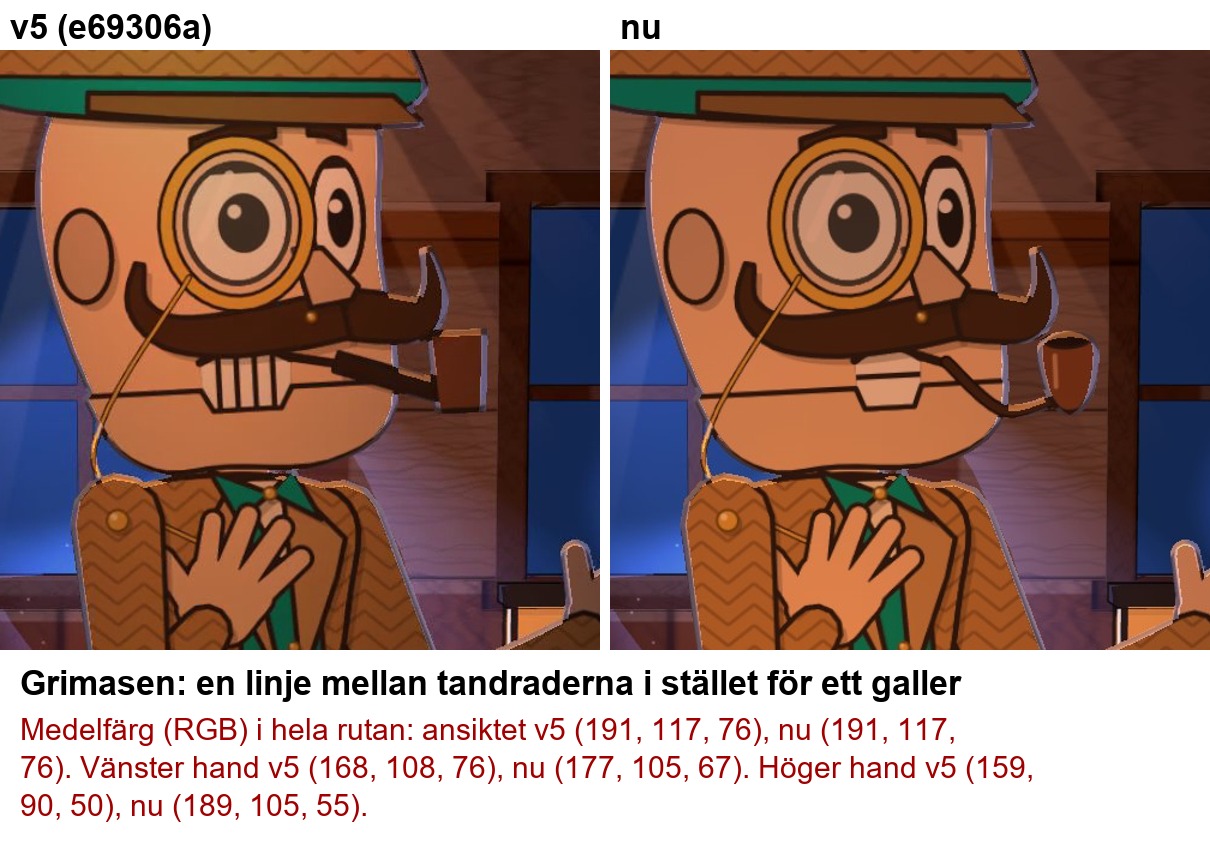 v5 (e69306a)
nu
Grimasen: en linje mellan tandraderna i stället för ett galler
Medelfärg (RGB) i hela rutan: ansiktet v5 (191, 117, 76), nu (191, 117,
76). Vänster hand v5 (168, 108, 76), nu (177, 105, 67). Höger hand v5 (159,
90, 50), nu (189, 105, 55).